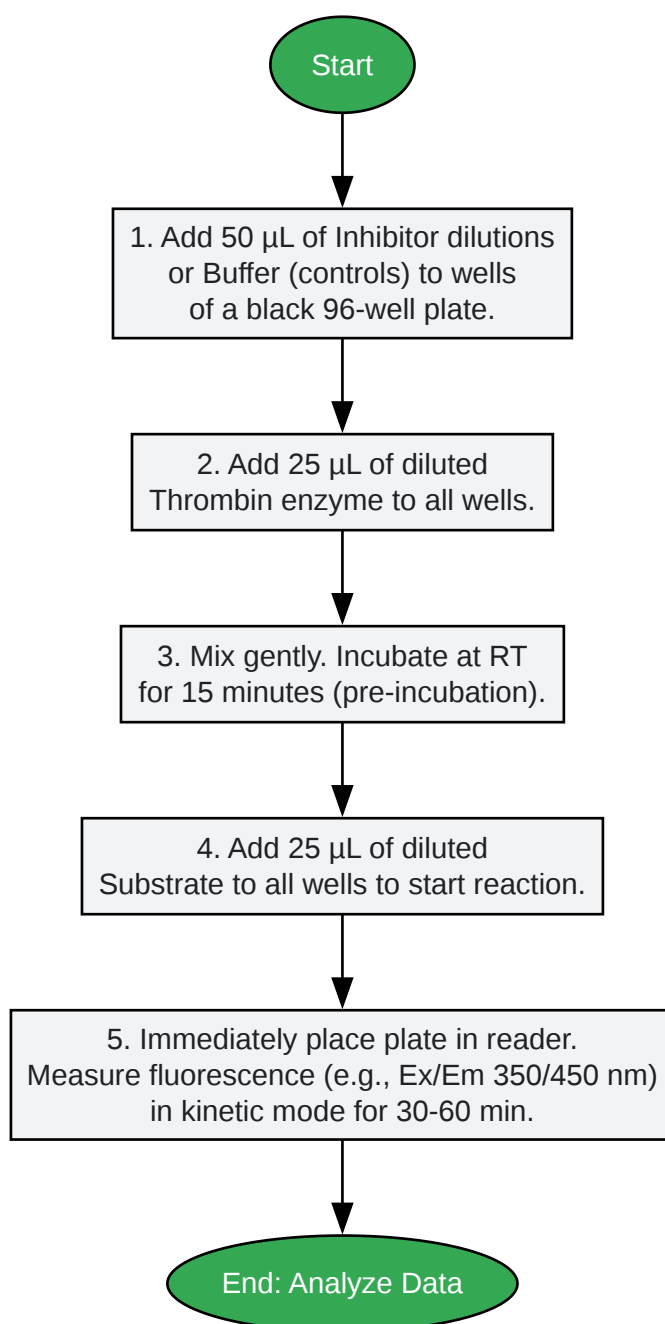 Start
1. Add 50 µL of Inhibitor dilutions
or Buffer (controls) to wells
of a black 96-well plate.
2. Add 25 µL of diluted
Thrombin enzyme to all wells.
3. Mix gently. Incubate at RT
for 15 minutes (pre-incubation).
4. Add 25 µL of diluted
Substrate to all wells to start reaction.
5. Immediately place plate in reader.
Measure fluorescence (e.g., Ex/Em 350/450 nm)
in kinetic mode for 30-60 min.
End: Analyze Data